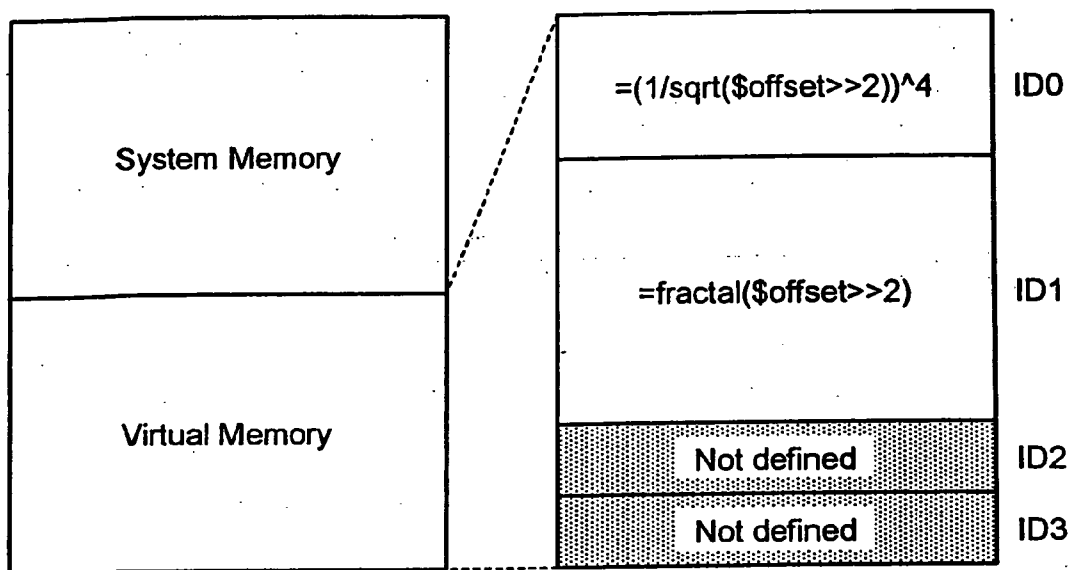 System Memory
Virtual Memory
=(1/sqrt($offset>>2))^4
ID0
=fractal($offset>>2)
ID1
Not defined
ID2
Not defined
ID3